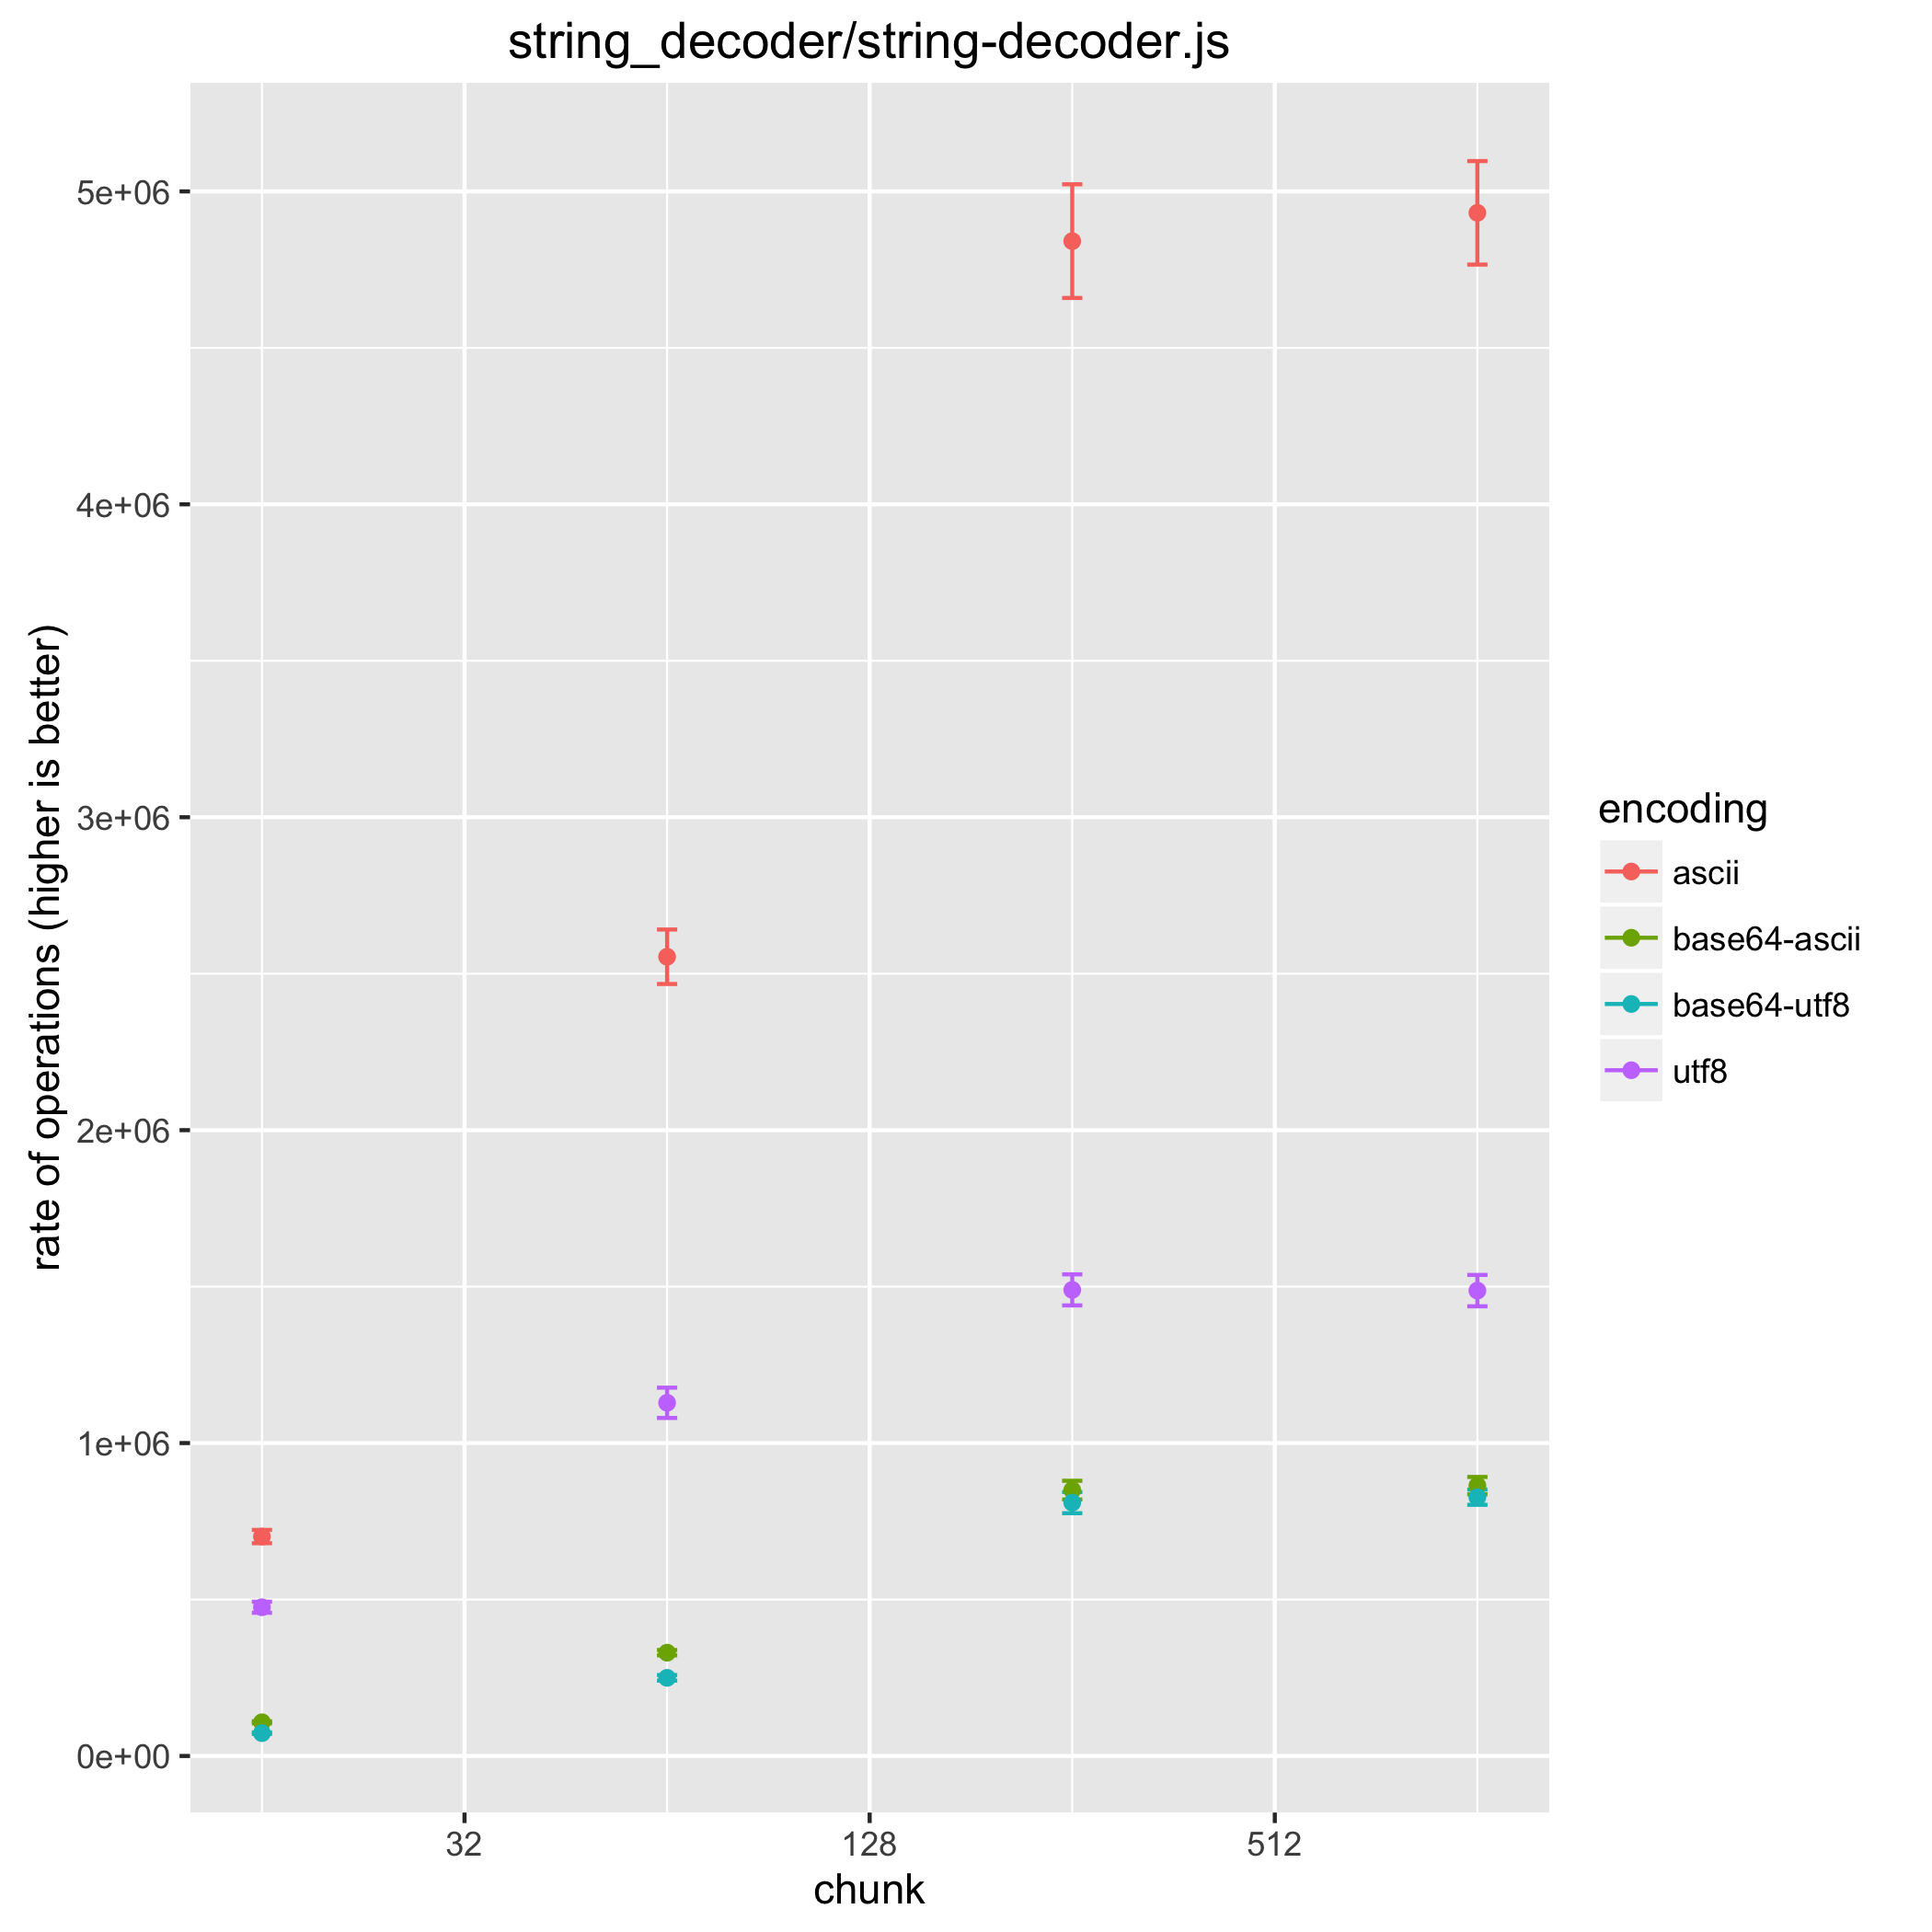 string_decoder/string-decoder.js
rate of operations (higher is better)
5e+06
4e+06
3e+06
2e+06
1e+06
0e+00
32
128
512
chunk
encoding
ascii
base64-ascii
base64-utf8
utf8